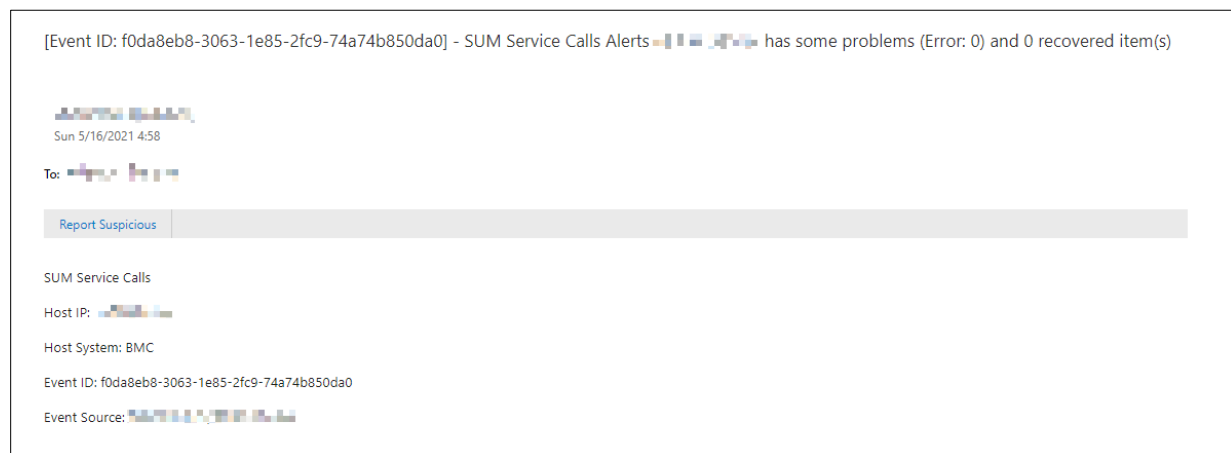 [Event ID: f0da8eb8-3063-1e85-2fc9-74a74b850da0] - SUM Service Calls Alerts has some problems (Error: 0) and 0 recovered item(s)
Sun 5/16/2021 4:58
To:
Report Suspicious
SUM Service Calls
Host IP:
Host System: BMC
Event ID: f0da8eb8-3063-1e85-2fc9-74a74b850da0
Event Source: